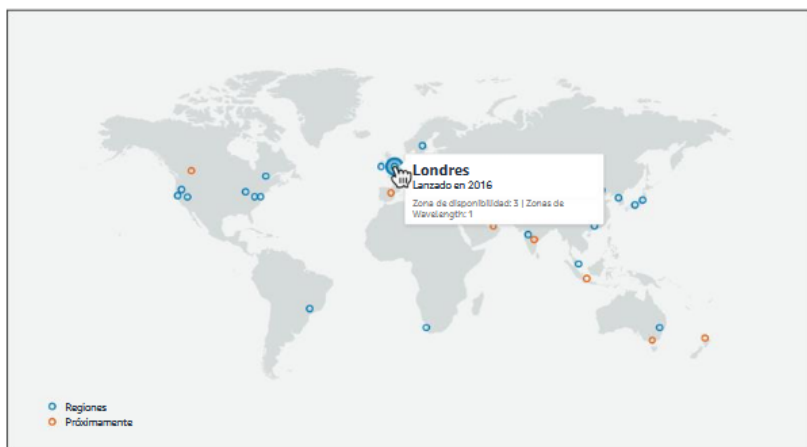 Londres
Lanzado en 2016
Zona de disponibilidad: 3 | Zonas de
Wavelength: 1
Regiones
Próximamente